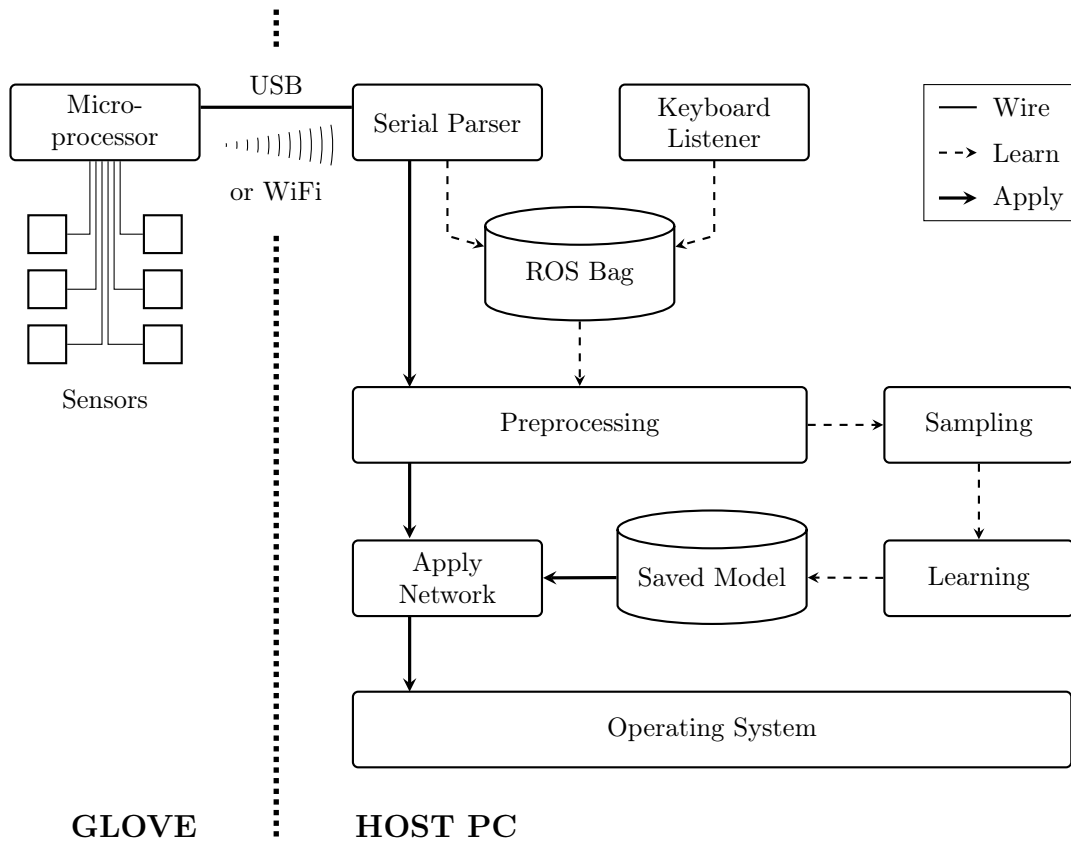 USB
Micro-
processor
Serial Parser
Keyboard
Listener
Wire
Learn
Apply
or WiFi
ROS Bag
Sensors
Preprocessing
Sampling
Apply
Network
Saved Model
Learning
Operating System
GLOVE
HOST PC